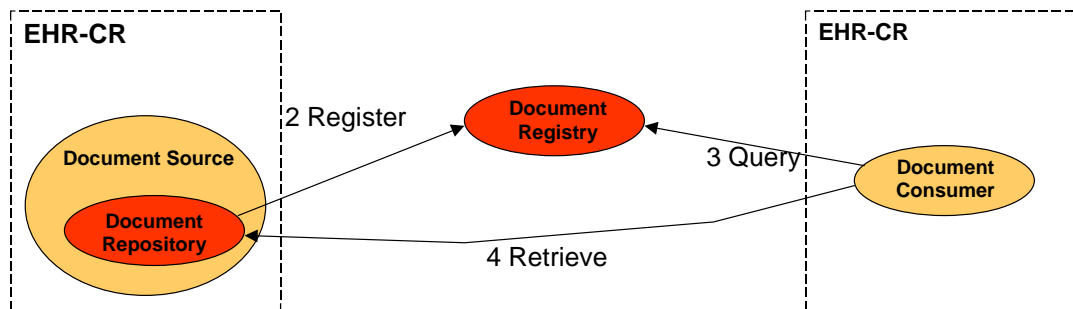 EHR-CR
EHR-CR
2 Register
Document
Registry
3 Query
Document Source
Document
Consumer
Document
Repository
4 Retrieve